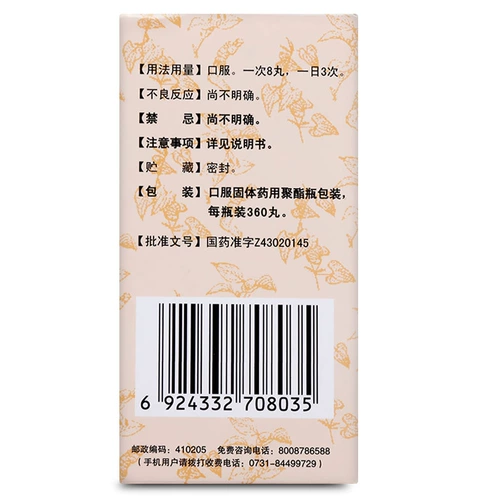 【用法用量】口服。一次8丸，一日3次。
【不良反应】尚不明确。
【禁　　忌】尚不明确。
【注意事项】详见说明书。
【贮　　藏】密封。
【包　　装】口服固体药用聚酯瓶包装，
每瓶装360丸。
【批准文号】国药准字Z43020145
6 924332 708035
邮政编码：410205　免费咨询电话：8008786588
（手机用户请拨打收费电话：0731-84499729）